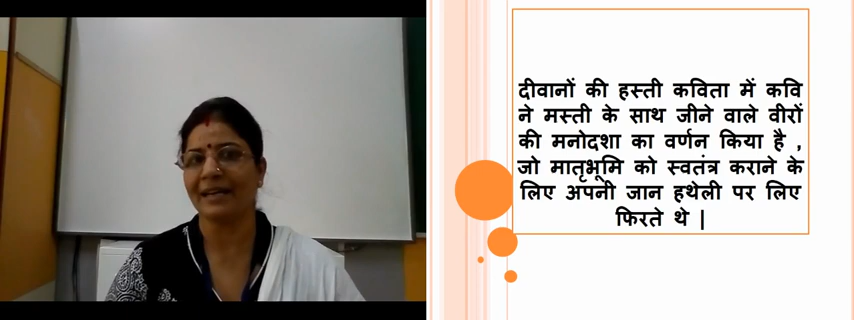 दीवानों की हस्ती कविता में कवि
ने मस्ती के साथ जीने वाले वीरों
की मनोदशा का वर्णन किया है ,
जो मातृभूमि को स्वतंत्र कराने के
लिए अपनी जान हथेली पर लिए
फिरते थे |